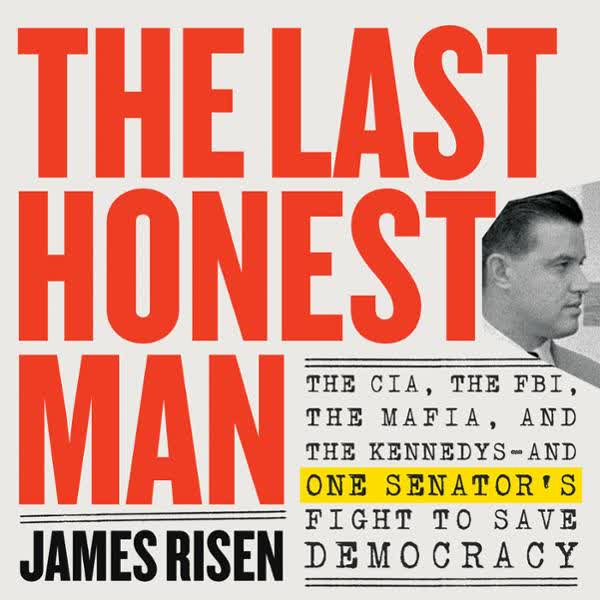 THE LAST
HONEST
MAN
THE CIA, THE FBI,
THE MAFIA, AND
THE KENNEDYS—AND
ONE SENATOR'S
FIGHT TO SAVE
DEMOCRACY
JAMES RISEN